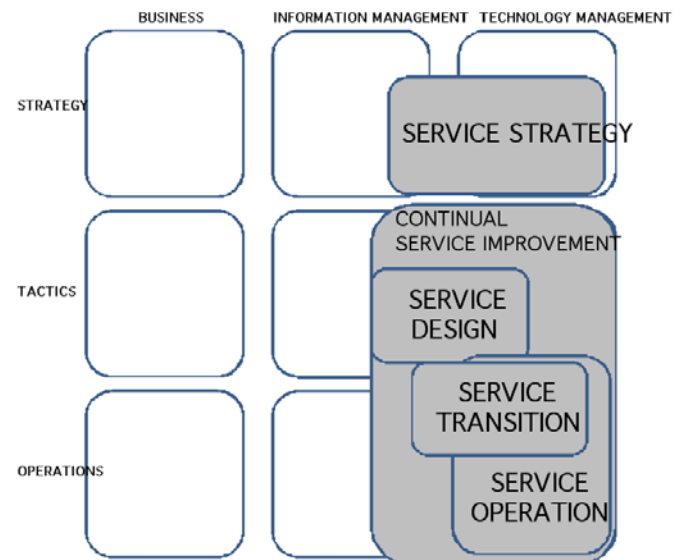 BUSINESS
INFORMATION MANAGEMENT
TECHNOLOGY MANAGEMENT
STRATEGY
SERVICE STRATEGY
CONTINUAL
SERVICE IMPROVEMENT
TACTICS
SERVICE
DESIGN
SERVICE
TRANSITION
OPERATIONS
SERVICE
OPERATION